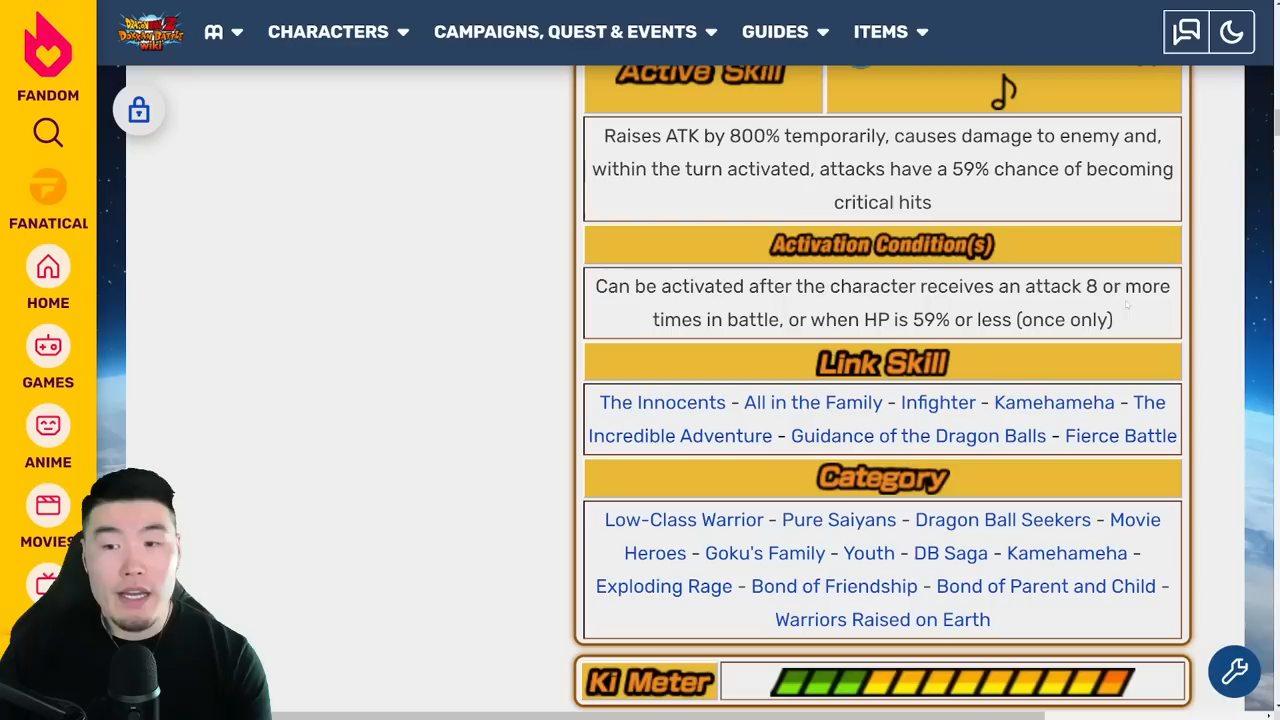 DRAGON BALL Z
DOKKAN BATTLE
WIKI
CHARACTERS
CAMPAIGNS, QUEST & EVENTS
GUIDES
ITEMS
FANDOM
FANATICAL
HOME
GAMES
ANIME
MOVIES
Active Skill
Raises ATK by 800% temporarily, causes damage to enemy and,
within the turn activated, attacks have a 59% chance of becoming
critical hits
Activation Condition(s)
Can be activated after the character receives an attack 8 or more
times in battle, or when HP is 59% or less (once only)
Link Skill
The Innocents - All in the Family - Infighter - Kamehameha - The
Incredible Adventure - Guidance of the Dragon Balls - Fierce Battle
Category
Low-Class Warrior - Pure Saiyans - Dragon Ball Seekers - Movie
Heroes - Goku's Family - Youth - DB Saga - Kamehameha -
Exploding Rage - Bond of Friendship - Bond of Parent and Child -
Warriors Raised on Earth
Ki Meter